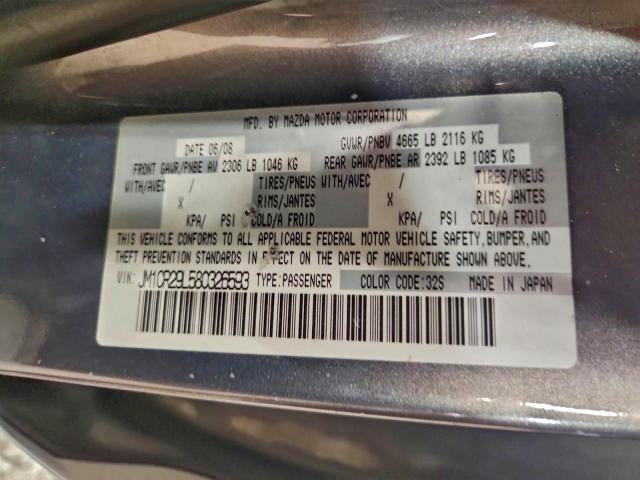 MFD. BY MAZDA MOTOR CORPORATION
DATE 06/08 GVWR/PNBV 4665 LB 2116 KG
FRONT GAWR/PNBE AV 2306 LB 1046 KG REAR GAWR/PNBE AR 2392 LB 1085 KG
WITH/AVEC / TIRES/PNEUS WITH/AVEC / TIRES/PNEUS
X RIMS/JANTES X RIMS/JANTES
KPA/ PSI COLD/A FROID KPA/ PSI COLD/A FROID
THIS VEHICLE CONFORMS TO ALL APPLICABLE FEDERAL MOTOR VEHICLE SAFETY, BUMPER, AND
THEFT PREVENTION STANDARDS IN EFFECT ON THE DATE OF MANUFACTURE SHOWN ABOVE.
VIN: JM1CR29L580326593 TYPE:PASSENGER COLOR CODE:32S MADE IN JAPAN